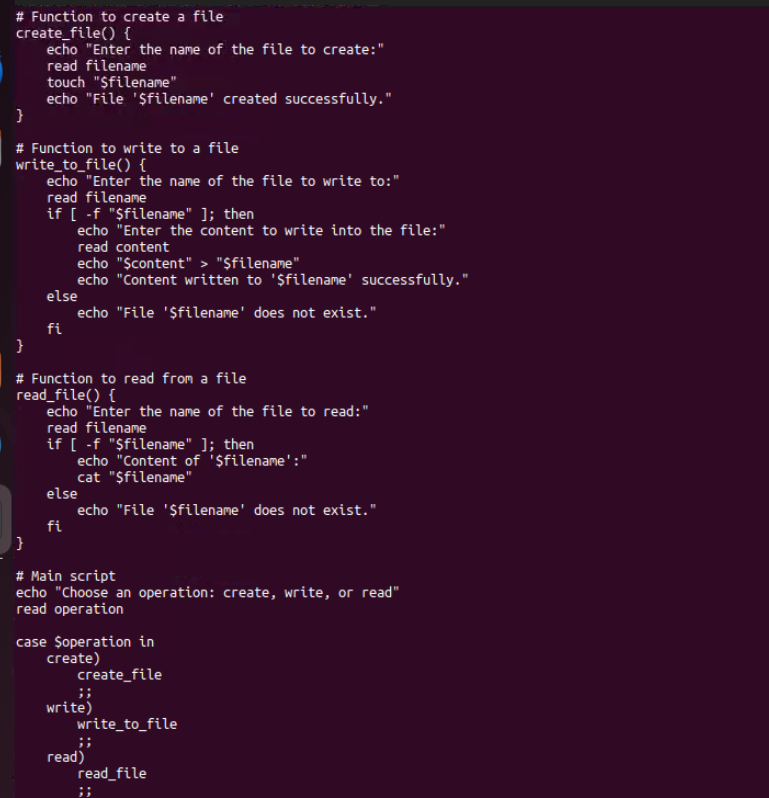 # Function to create a file
create_file() {
    echo "Enter the name of the file to create:"
    read filename
    touch "$filename"
    echo "File '$filename' created successfully."
}

# Function to write to a file
write_to_file() {
    echo "Enter the name of the file to write to:"
    read filename
    if [ -f "$filename" ]; then
        echo "Enter the content to write into the file:"
        read content
        echo "$content" > "$filename"
        echo "Content written to '$filename' successfully."
    else
        echo "File '$filename' does not exist."
    fi
}

# Function to read from a file
read_file() {
    echo "Enter the name of the file to read:"
    read filename
    if [ -f "$filename" ]; then
        echo "Content of '$filename':"
        cat "$filename"
    else
        echo "File '$filename' does not exist."
    fi
}

# Main script
echo "Choose an operation: create, write, or read"
read operation

case $operation in
    create)
        create_file
        ;;
    write)
        write_to_file
        ;;
    read)
        read_file
        ;;